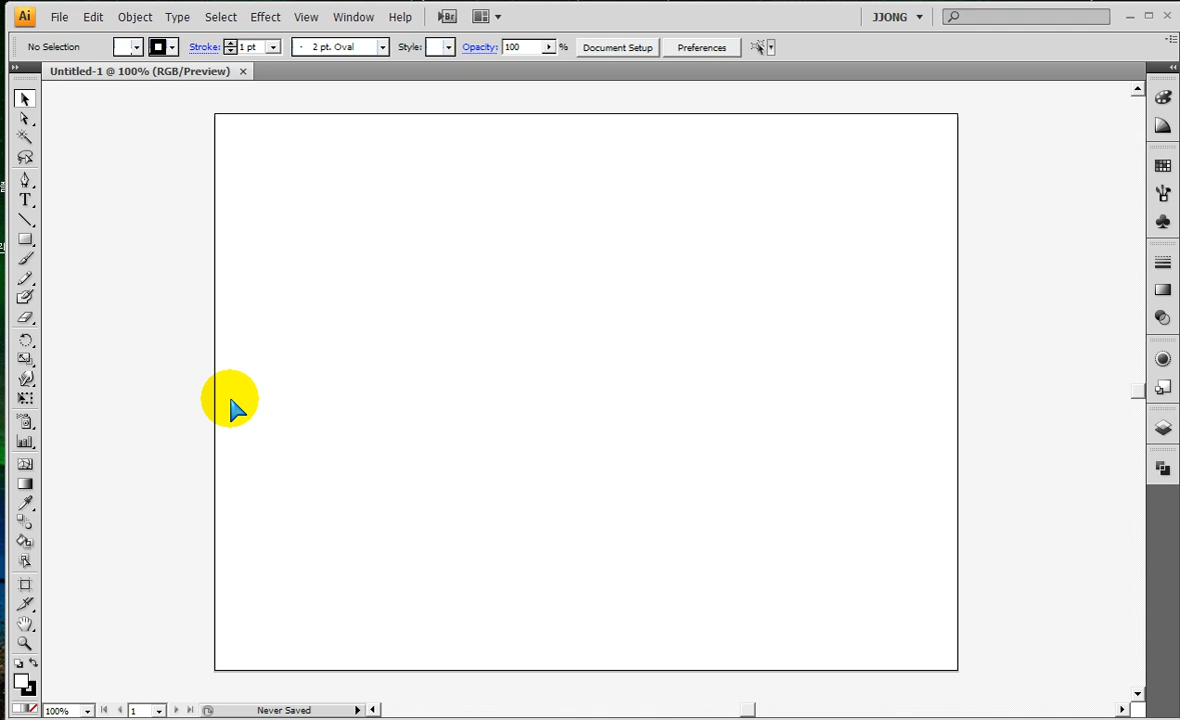 Ai File Edit Object Type Select Effect View Window Help Br JJONG
No Selection Stroke: 1 pt 2 pt. Oval Style: Opacity: 100 % Document Setup Preferences
Untitled-1 @ 100% (RGB/Preview)
T
100% 1 Never Saved